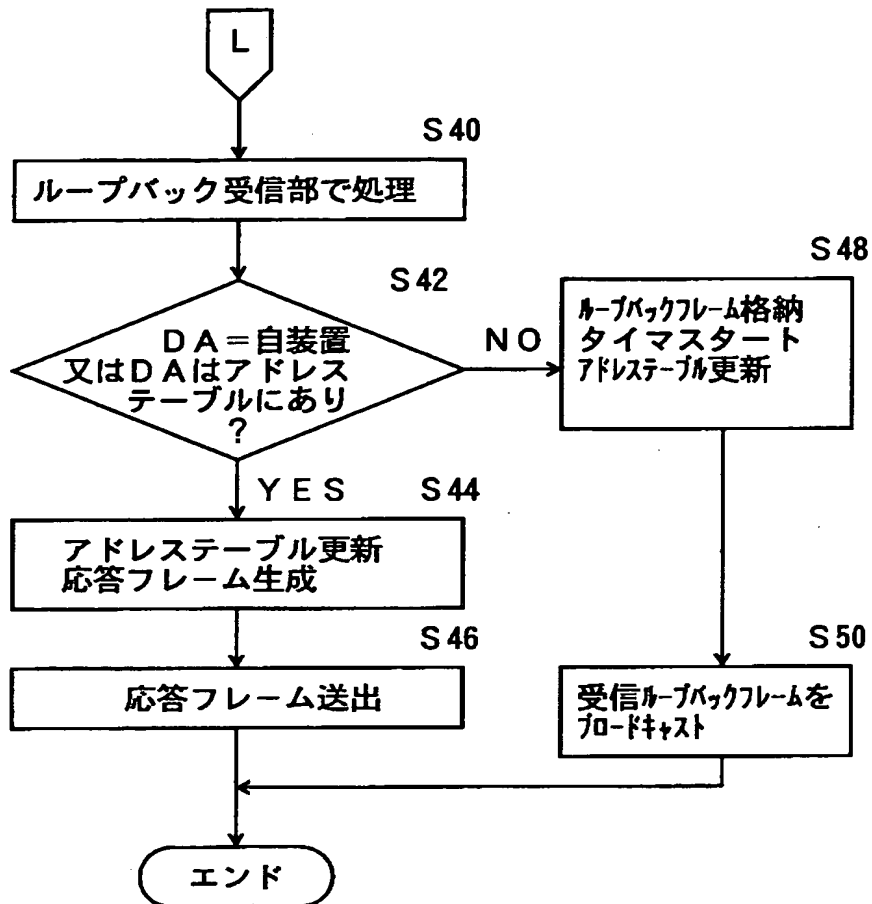 L
S40
ループバック受信部で処理
S42
DA=自装置
又はDAはアドレス
テーブルにあり
?
NO
S48
ループバックフレーム格納
タイマスタート
アドレステーブル更新
YES
S44
アドレステーブル更新
応答フレーム生成
S46
応答フレーム送出
S50
受信ループバックフレームを
ブロードキャスト
エンド